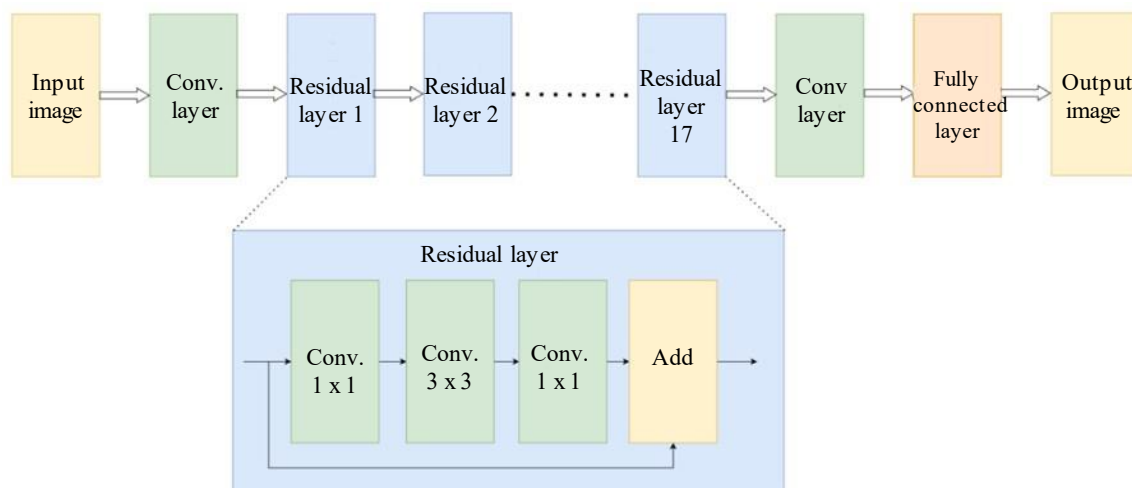 Input
image
Conv.
layer
Residual
layer 1
Residual
layer 2
Residual
layer
17
Conv
layer
Fully
connected
layer
Output
image
Residual layer
Conv.
1 x 1
Conv.
3 x 3
Conv.
1 x 1
Add